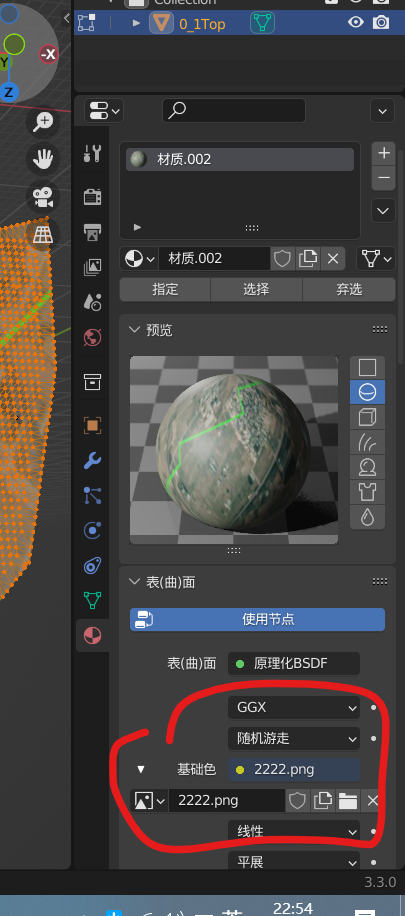 Collection
0_1Top
-X
Y
Z
材质.002
材质.002
指定
选择
弃选
预览
表(曲)面
使用节点
表(曲)面
原理化BSDF
GGX
随机游走
基础色
2222.png
2222.png
线性
平展
3.3.0
22:54